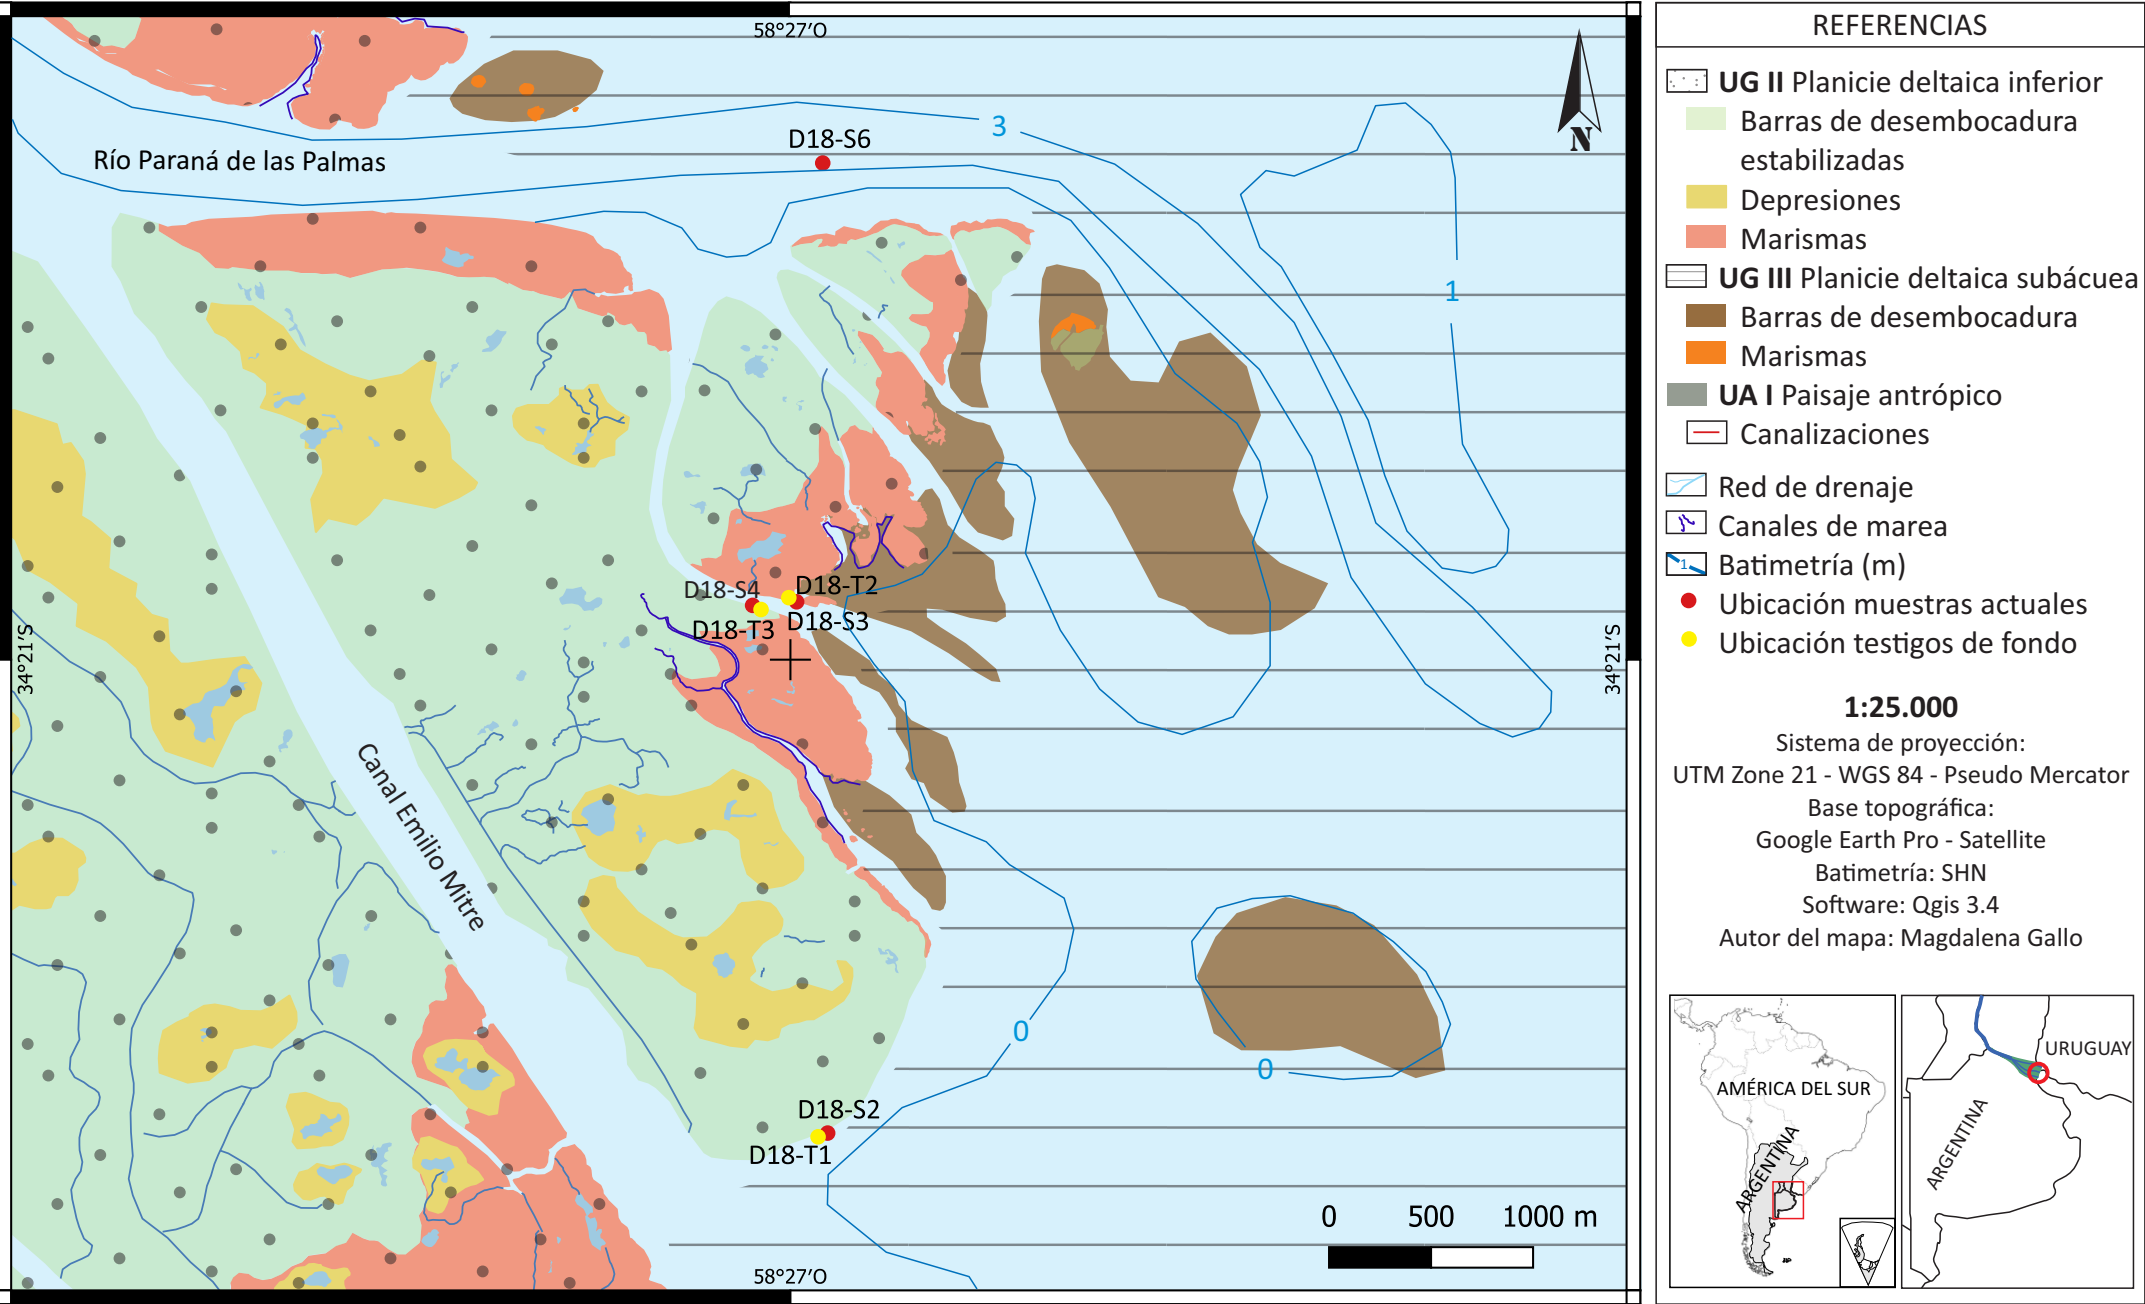 58°27'O
3
D18-S6
Río Paraná de las Palmas
N
1
D18-S4
D18-T2
D18-T3
D18-S3
34°21'S
34°21'S
Canal Emilio Mitre
0
0
D18-S2
D18-T1
0 500 1000 m
58°27'O
REFERENCIAS
UG II Planicie deltaica inferior
Barras de desembocadura
estabilizadas
Depresiones
Marismas
UG III Planicie deltaica subácuea
Barras de desembocadura
Marismas
UA I Paisaje antrópico
Canalizaciones
Red de drenaje
Canales de marea
1
Batimetría (m)
Ubicación muestras actuales
Ubicación testigos de fondo
1:25.000
Sistema de proyección:
UTM Zone 21 - WGS 84 - Pseudo Mercator
Base topográfica:
Google Earth Pro - Satellite
Batimetría: SHN
Software: Qgis 3.4
Autor del mapa: Magdalena Gallo
AMÉRICA DEL SUR
ARGENTINA
URUGUAY
ARGENTINA